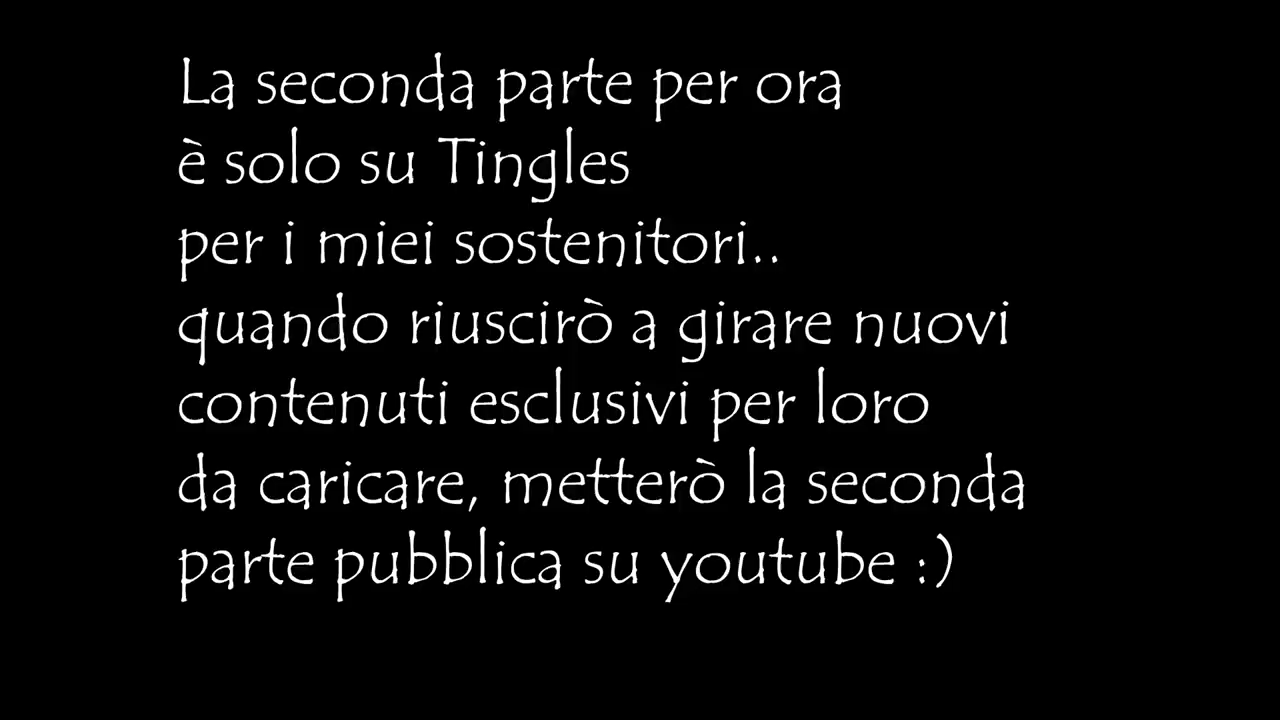 La seconda parte per ora
è solo su Tingles
per i miei sostenitori..
quando riuscirò a girare nuovi
contenuti esclusivi per loro
da caricare, metterò la seconda
parte pubblica su youtube :)